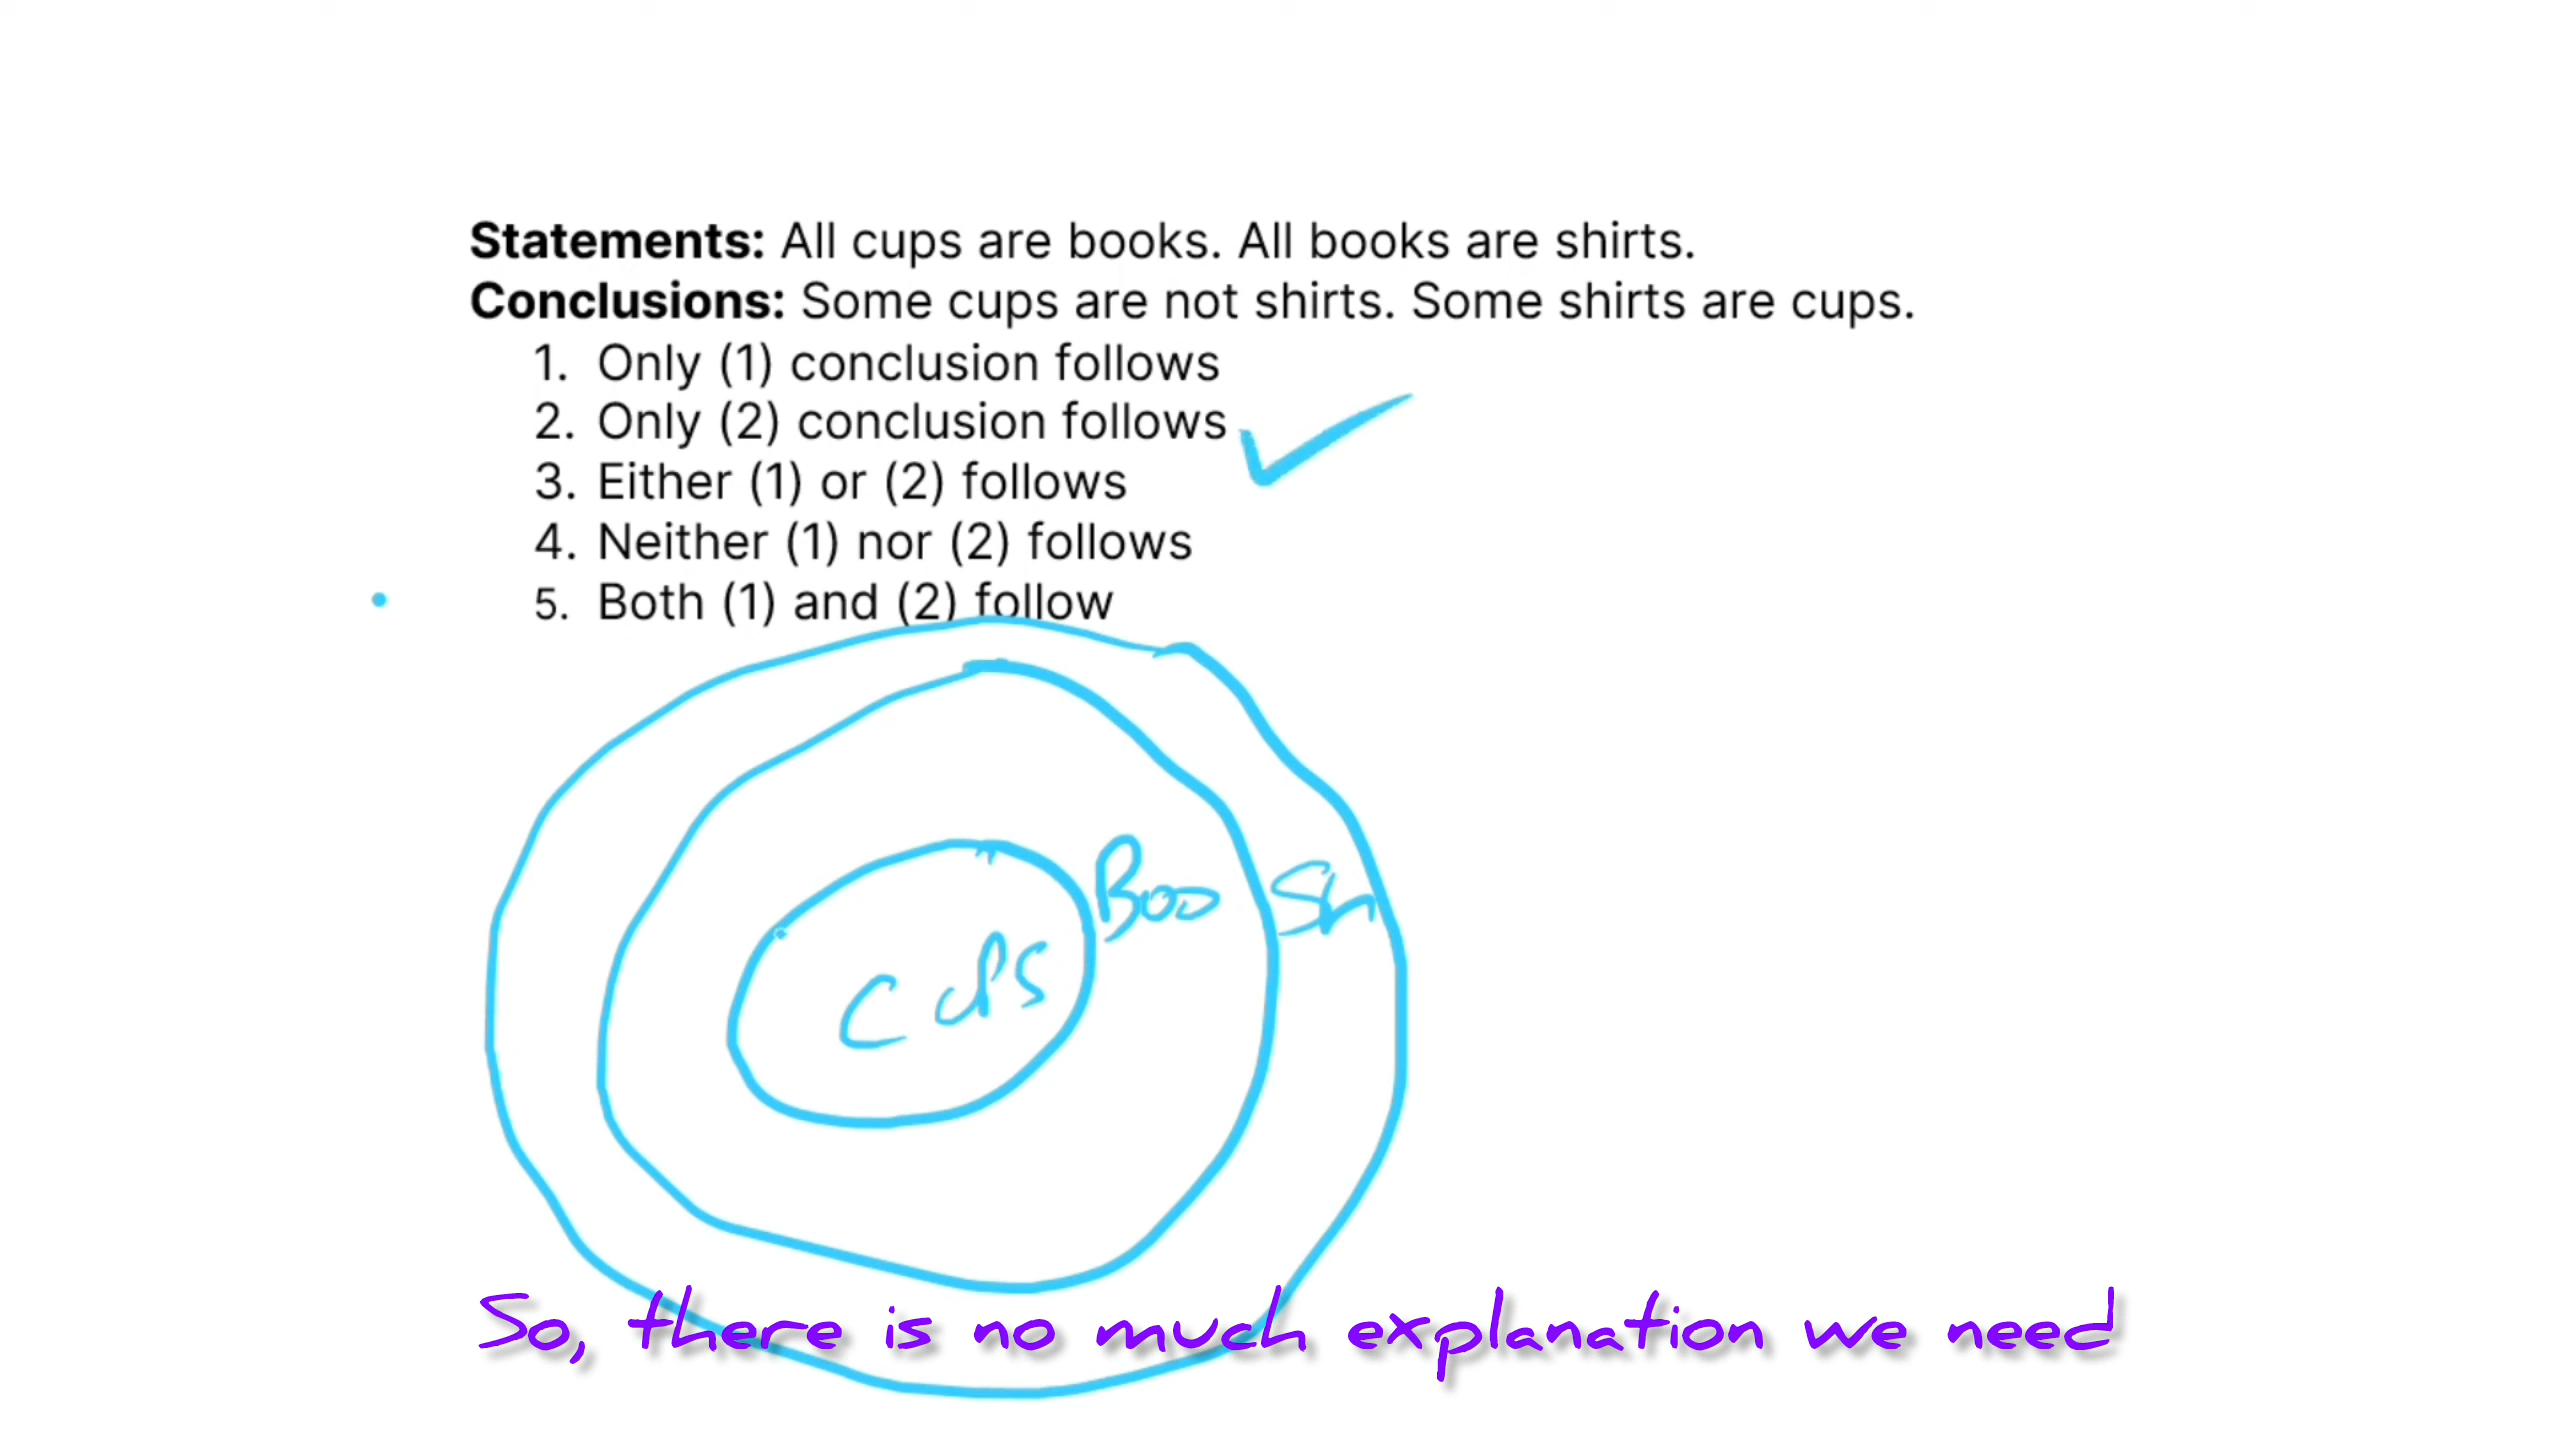 Statements: All cups are books. All books are shirts.
Conclusions: Some cups are not shirts. Some shirts are cups.
1. Only (1) conclusion follows
2. Only (2) conclusion follows
3. Either (1) or (2) follows
4. Neither (1) nor (2) follows
5. Both (1) and (2) follow
Boo Sh
Cups
So, there is no much explanation we need